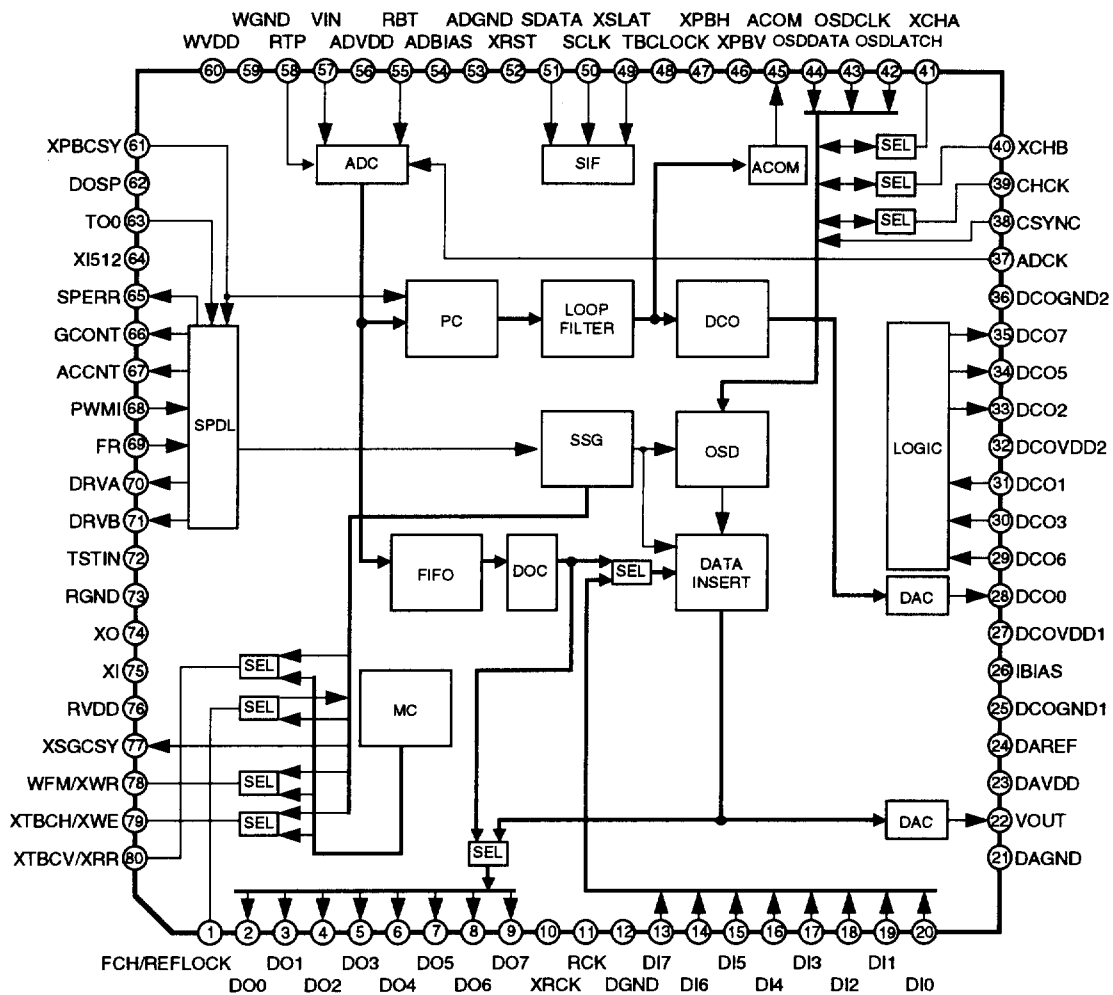 WGND VIN RBT ADGND SDATA XSLAT XPBH ACOM OSDCLK XCHA
WVDD RTP ADVDD ADBIAS XRST SCLK TBCLOCK XPBV OSDDATA OSDLATCH
60 59 58 57 56 55 54 53 52 51 50 49 48 47 46 45 44 43 42 41
XPBCSY 61
DOSP 62
TO0 63
XI512 64
SPERR 65
GCONT 66
ACCNT 67
PWMI 68
FR 69
DRVA 70
DRVB 71
TSTIN 72
RGND 73
XO 74
XI 75
RVDD 76
XSGCSY 77
WFM/XWR 78
XTBCH/XWE 79
XTBCV/XRR 80
ADC
SIF
ACOM
SEL
SEL
SEL
PC
LOOP
FILTER
DCO
SPDL
SSG
OSD
LOGIC
FIFO
DOC
SEL
DATA
INSERT
DAC
SEL
SEL
MC
SEL
SEL
SEL
DAC
40 XCHB
39 CHCK
38 CSYNC
37 ADCK
36 DCOGND2
35 DCO7
34 DCO5
33 DCO2
32 DCOVDD2
31 DCO1
30 DCO3
29 DCO6
28 DCO0
27 DCOVDD1
26 IBIAS
25 DCOGND1
24 DAREF
23 DAVDD
22 VOUT
21 DAGND
1 2 3 4 5 6 7 8 9 10 11 12 13 14 15 16 17 18 19 20
FCH/REFLOCK DO1 DO3 DO5 DO7 RCK DI7 DI5 DI3 DI1
DO0 DO2 DO4 DO6 XRCK DGND DI6 DI4 DI2 DI0